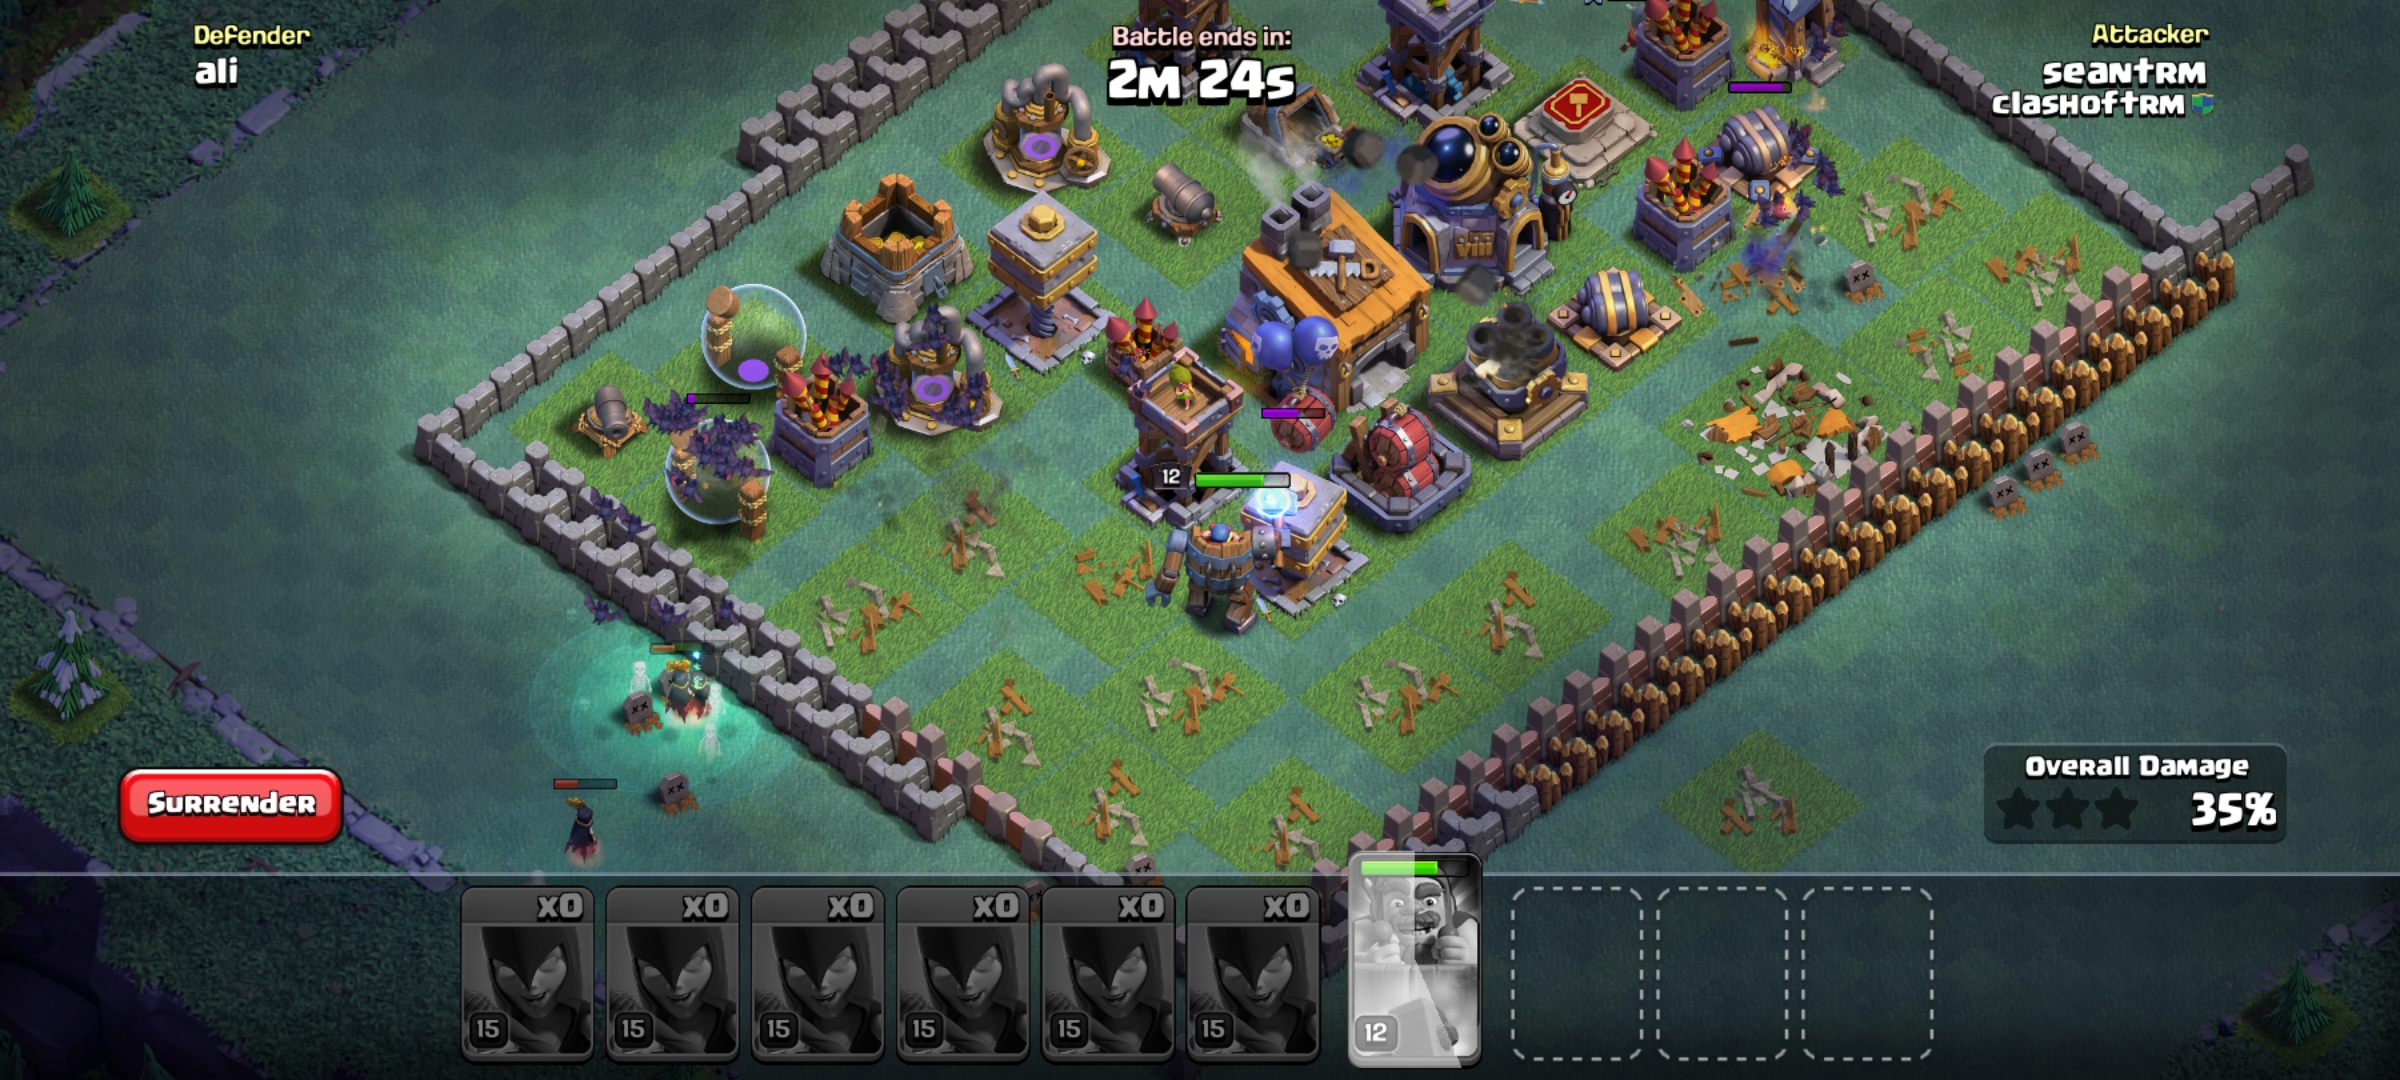 Defender
ali
Battle ends in:
2M 24s
Attacker
seantRM
clashoftRM
VIII
12
Surrender
Overall Damage
35%
x0
x0
x0
x0
x0
x0
15
15
15
15
15
15
12